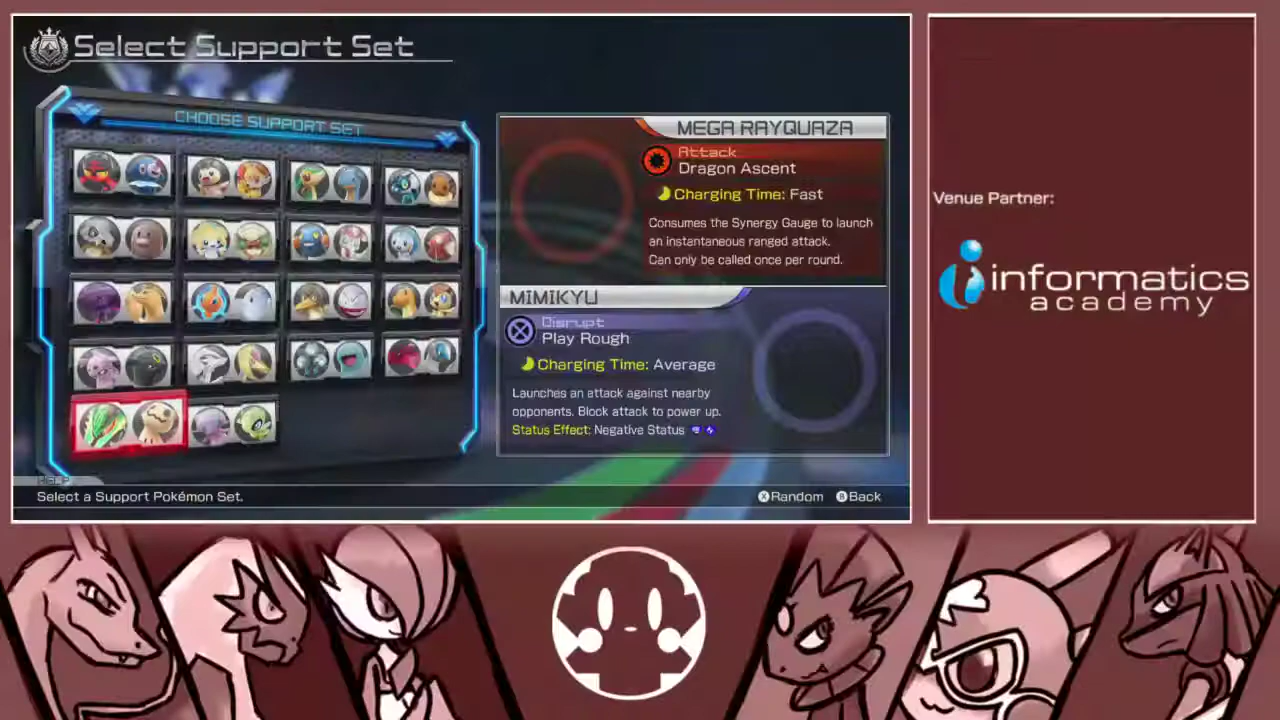 Select Support Set
CHOOSE SUPPORT SET
MEGA RAYQUAZA
Attack
Dragon Ascent
Charging Time: Fast
Consumes the Synergy Gauge to launch
an instantaneous ranged attack.
Can only be called once per round.
MIMIKYU
Disrupt
Play Rough
Charging Time: Average
Launches an attack against nearby
opponents. Block attack to power up.
Status Effect: Negative Status
HELP
Select a Support Pokémon Set.
X Random
B Back
Venue Partner:
informatics
academy